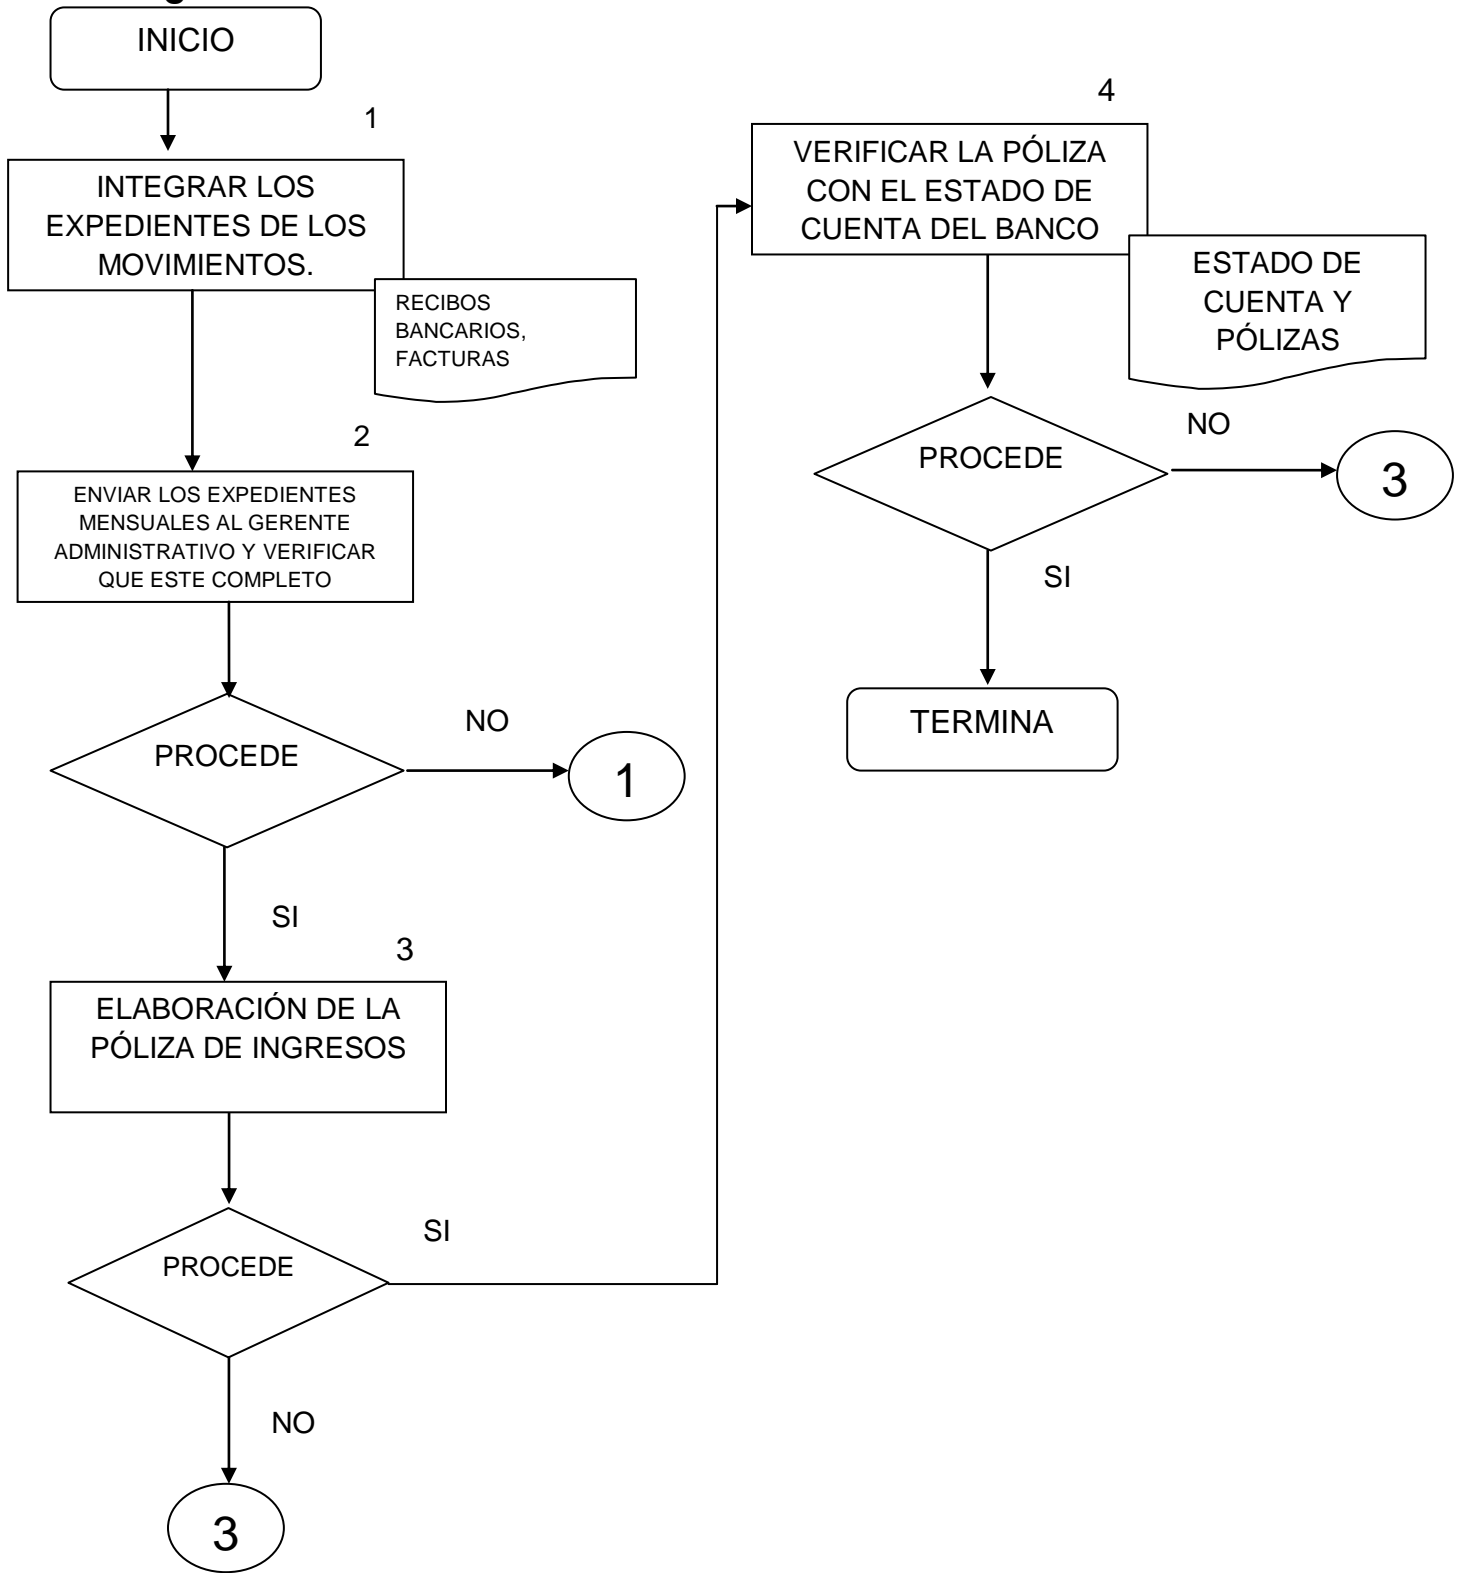 INICIO
1
INTEGRAR LOS
EXPEDIENTES DE LOS
MOVIMIENTOS.
RECIBOS
BANCARIOS,
FACTURAS
2
ENVIAR LOS EXPEDIENTES
MENSUALES AL GERENTE
ADMINISTRATIVO Y VERIFICAR
QUE ESTE COMPLETO
PROCEDE
NO
1
SI
3
ELABORACIÓN DE LA
PÓLIZA DE INGRESOS
PROCEDE
SI
NO
3
4
VERIFICAR LA PÓLIZA
CON EL ESTADO DE
CUENTA DEL BANCO
ESTADO DE
CUENTA Y
PÓLIZAS
PROCEDE
NO
3
SI
TERMINA